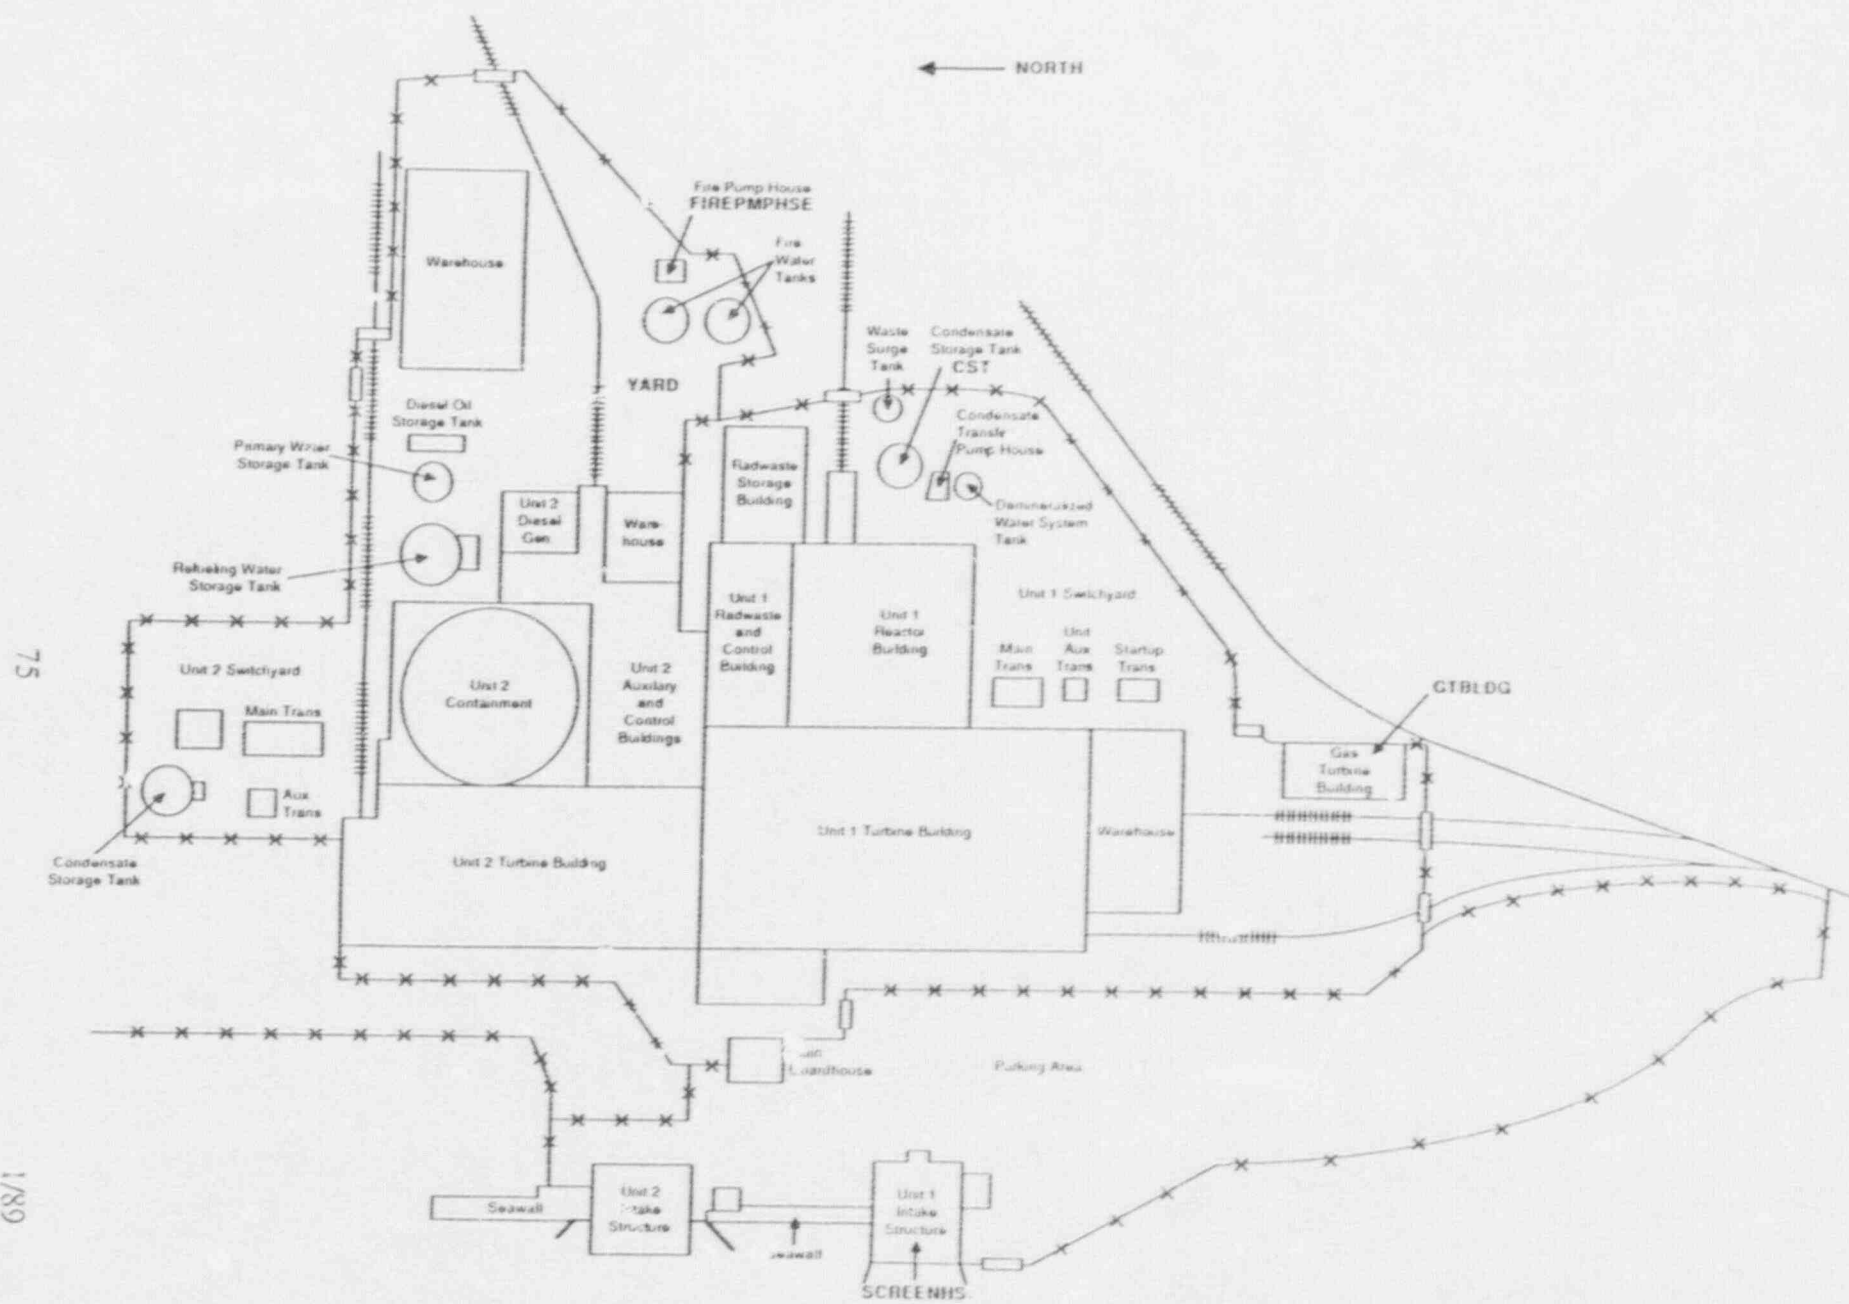 NORTH
Fire Pump House
FIREPMPHSE
Fire
Water
Tanks
Warehouse
YARD
Waste
Surge
Tank
Condensate
Storage Tank
CST
Diesel Oil
Storage Tank
Condensate
Transfr
Pump House
Primary Water
Storage Tank
Radwaste
Storage
Building
Unit 2
Diesel
Gen
Ware-
house
Demineralized
Water System
Tank
Refueling Water
Storage Tank
Unit 1
Radwaste
and
Control
Building
Unit 1
Reactor
Building
Unit 1 Switchyard
Main
Trans
Unit
Aux
Trans
Startup
Trans
Unit 2 Switchyard
Unit 2
Containment
Unit 2
Auxiliary
and
Control
Buildings
GTBLDG
Main Trans
Gas
Turbine
Building
Aux
Trans
Unit 1 Turbine Building
Warehouse
Condensate
Storage Tank
Unit 2 Turbine Building
Guardhouse
Parking Area
Seawall
Unit 2
Intake
Structure
Unit 1
Intake
Structure
Seawall
SCREENHS
75
1/89